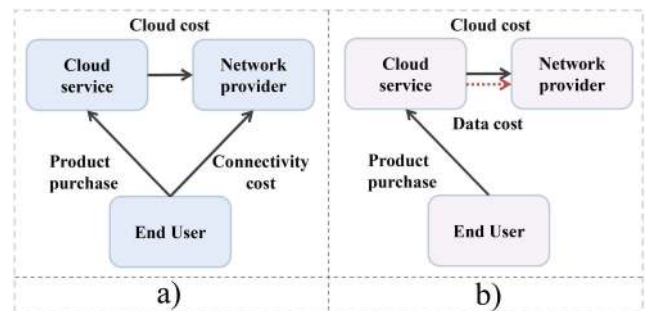 Cloud cost
Cloud
service
Network
provider
Product
purchase
Connectivity
cost
End User
a)
Cloud cost
Cloud
service
Network
provider
Data cost
Product
purchase
End User
b)